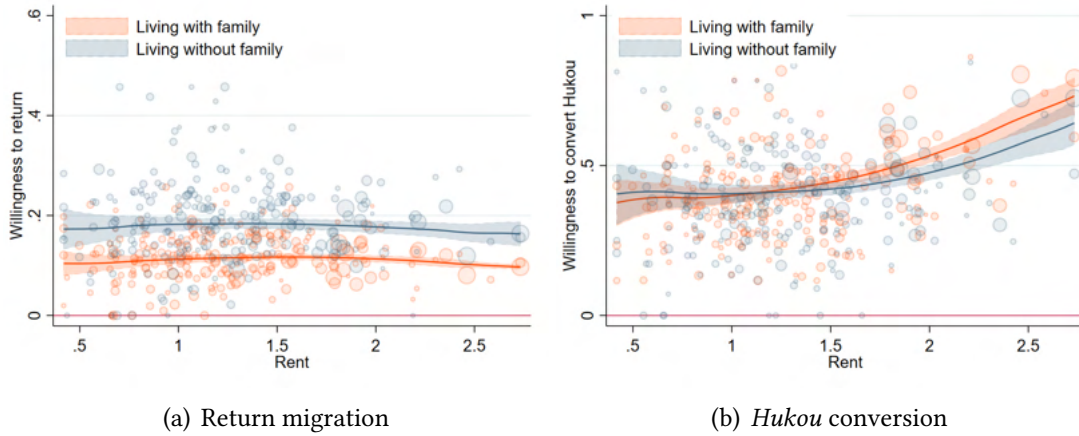 .6
Living with family
Living without family
Willingness to return
.4
.2
0
.5
1
1.5
2
2.5
Rent
(a) Return migration
1
Living with family
Living without family
Willingness to convert Hukou
.5
0
.5
1
1.5
2
2.5
Rent
(b) Hukou conversion